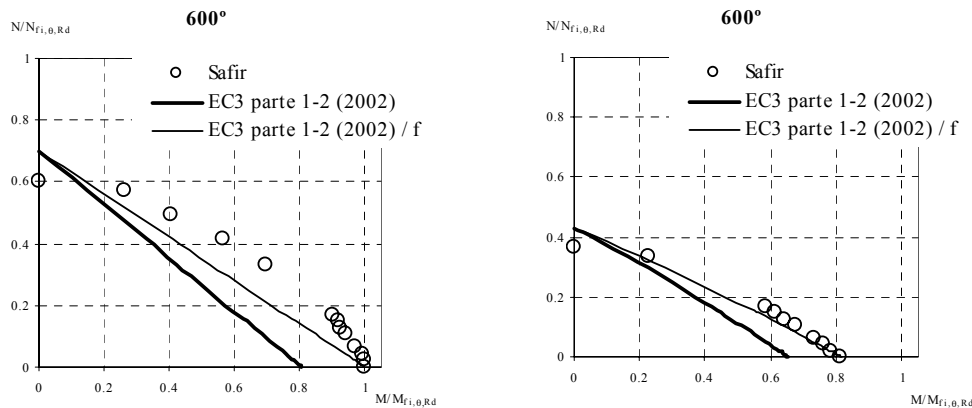 600º
N/Nfi,θ,Rd
1
0.8
0.6
0.4
0.2
0
0 0.2 0.4 0.6 0.8 1
M/Mfi,θ,Rd
Safir
EC3 parte 1-2 (2002)
EC3 parte 1-2 (2002) / f
600º
N/Nfi,θ,Rd
1
0.8
0.6
0.4
0.2
0
0 0.2 0.4 0.6 0.8 1
M/Mfi,θ,Rd
Safir
EC3 parte 1-2 (2002)
EC3 parte 1-2 (2002) / f